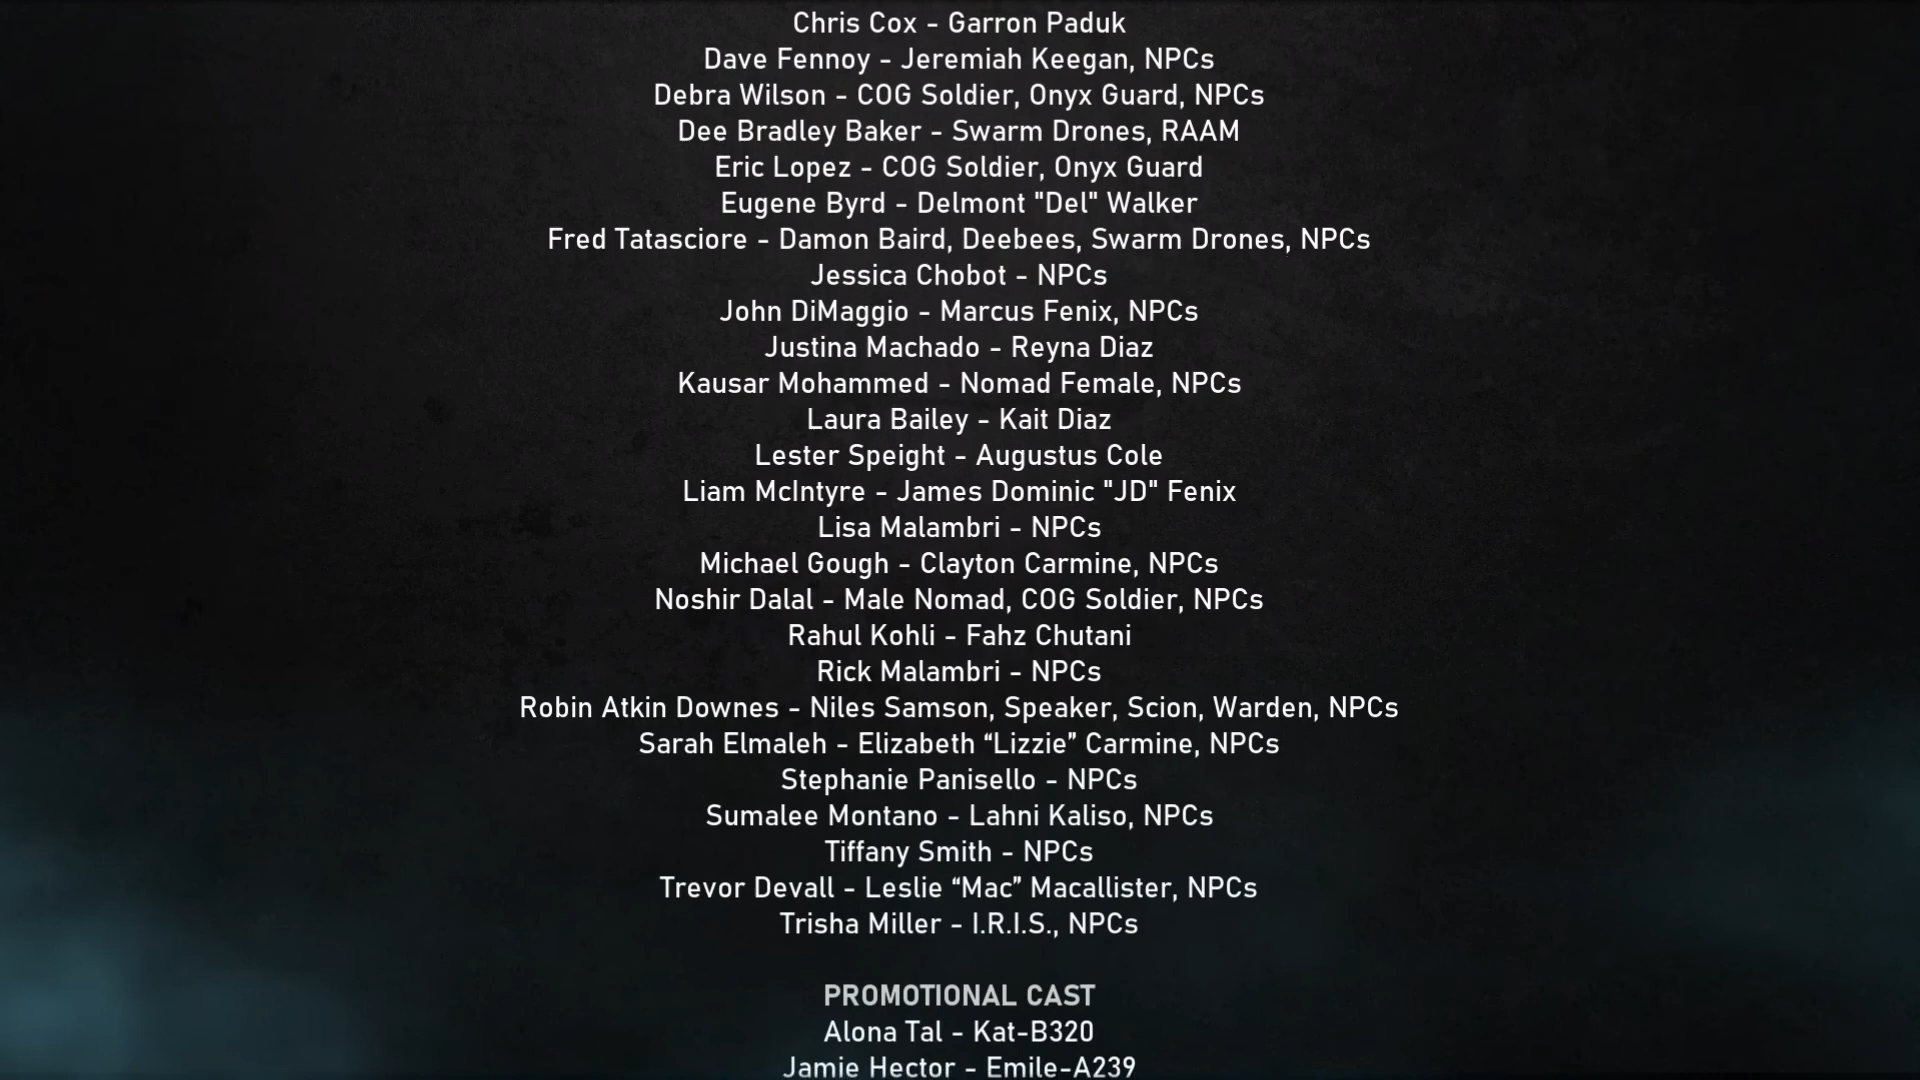 Chris Cox - Garron Paduk
Dave Fennoy - Jeremiah Keegan, NPCs
Debra Wilson - COG Soldier, Onyx Guard, NPCs
Dee Bradley Baker - Swarm Drones, RAAM
Eric Lopez - COG Soldier, Onyx Guard
Eugene Byrd - Delmont "Del" Walker
Fred Tatasciore - Damon Baird, Deebees, Swarm Drones, NPCs
Jessica Chobot - NPCs
John DiMaggio - Marcus Fenix, NPCs
Justina Machado - Reyna Diaz
Kausar Mohammed - Nomad Female, NPCs
Laura Bailey - Kait Diaz
Lester Speight - Augustus Cole
Liam McIntyre - James Dominic "JD" Fenix
Lisa Malambri - NPCs
Michael Gough - Clayton Carmine, NPCs
Noshir Dalal - Male Nomad, COG Soldier, NPCs
Rahul Kohli - Fahz Chutani
Rick Malambri - NPCs
Robin Atkin Downes - Niles Samson, Speaker, Scion, Warden, NPCs
Sarah Elmaleh - Elizabeth “Lizzie” Carmine, NPCs
Stephanie Panisello - NPCs
Sumalee Montano - Lahni Kaliso, NPCs
Tiffany Smith - NPCs
Trevor Devall - Leslie “Mac” Macallister, NPCs
Trisha Miller - I.R.I.S., NPCs
PROMOTIONAL CAST
Alona Tal - Kat-B320
Jamie Hector - Emile-A239